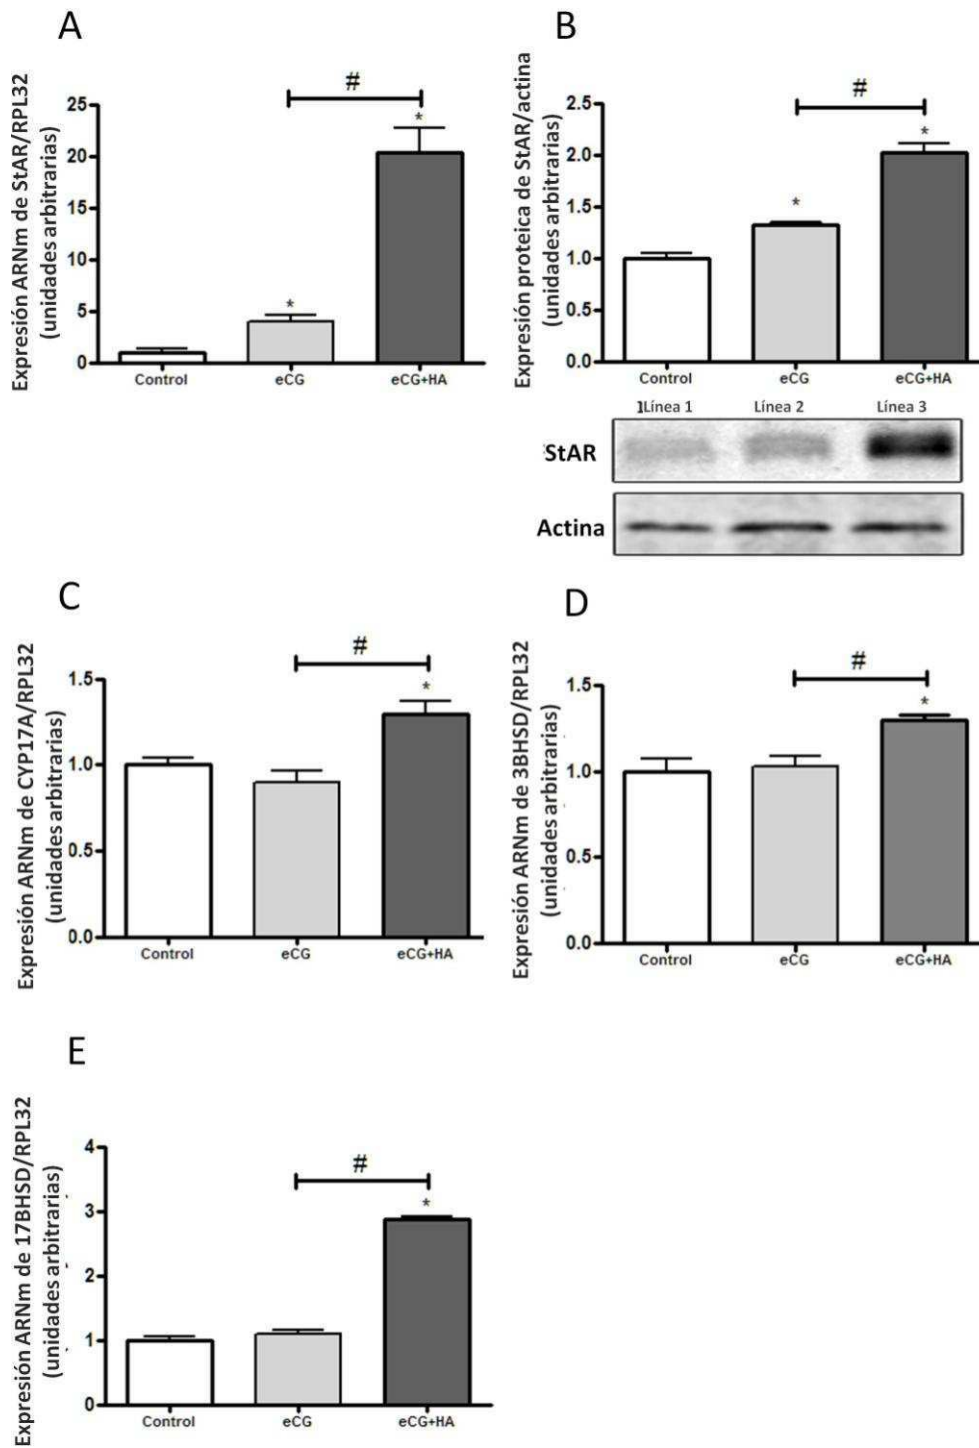 A
Expresión ARNm de StAR/RPL32
(unidades arbitrarias)
25
20
15
10
5
0
#
*
*
Control
eCG
eCG+HA
B
Expresión proteica de StAR/actina
(unidades arbitrarias)
2.5
2.0
1.5
1.0
0.5
0.0
#
*
*
Control
eCG
eCG+HA
1Línea 1
Línea 2
Línea 3
StAR
Actina
C
Expresión ARNm de CYP17A/RPL32
(unidades arbitrarias)
1.5
1.0
0.5
0.0
#
*
Control
eCG
eCG+HA
D
Expresión ARNm de 3BHSD/RPL32
(unidades arbitrarias)
1.5
1.0
0.5
0.0
#
*
Control
eCG
eCG+HA
E
Expresión ARNm de 17BHSD/RPL32
(unidades arbitrarias)
4
3
2
1
0
#
*
Control
eCG
eCG+HA